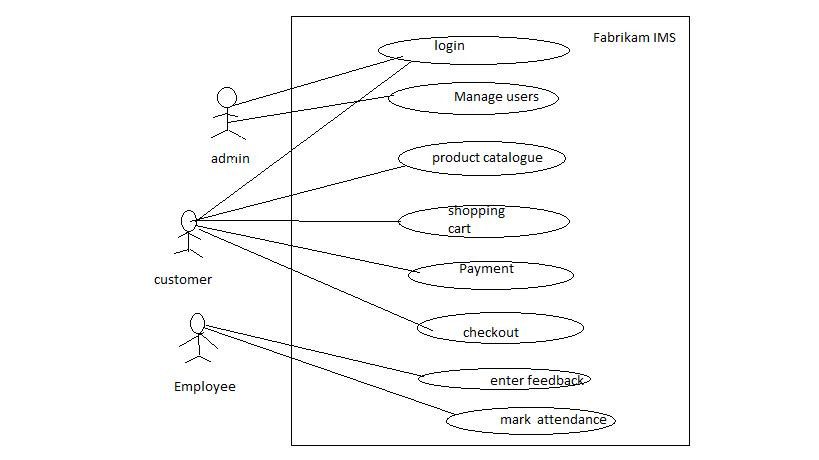 Fabrikam IMS
login
Manage users
admin
product catalogue
shopping
cart
customer
Payment
checkout
Employee
enter feedback
mark attendance